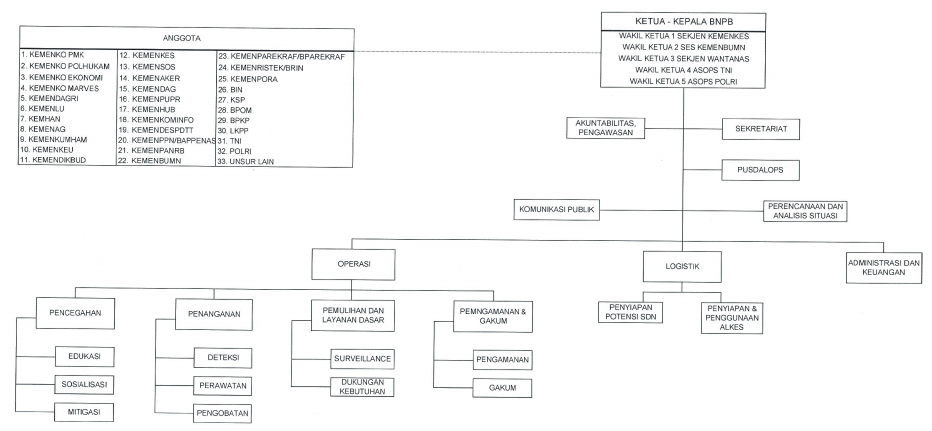 KETUA - KEPALA BNPB
WAKIL KETUA 1 SEKJEN KEMENKES
WAKIL KETUA 2 SES KEMENBUMN
WAKIL KETUA 3 SEKJEN WANTANAS
WAKIL KETUA 4 ASOPS TNI
WAKIL KETUA 5 ASOPS POLRI
ANGGOTA
1. KEMENKO PMK
2. KEMENKO POLHUKAM
3. KEMENKO EKONOMI
4. KEMENKO MARVES
5. KEMENDAGRI
6. KEMENLU
7. KEMHAN
8. KEMENAG
9. KEMENKUMHAM
10. KEMENKEU
11. KEMENDIKBUD
12. KEMENKES
13. KEMENSOS
14. KEMENAKER
15. KEMENDAG
16. KEMENPUPR
17. KEMENHUB
18. KEMENKOMINFO
19. KEMENDESPDTT
20. KEMENPPN/BAPPENAS
21. KEMENPANRB
22. KEMENBUMN
23. KEMENPAREKRAF/BPAREKRAF
24. KEMENRISTEK/BRIN
25. KEMENPORA
26. BIN
27. KSP
28. BPOM
29. BPKP
30. LKPP
31. TNI
32. POLRI
33. UNSUR LAIN
AKUNTABILITAS,
PENGAWASAN
SEKRETARIAT
PUSDALOPS
KOMUNIKASI PUBLIK
PERENCANAAN DAN
ANALISIS SITUASI
OPERASI
LOGISTIK
ADMINISTRASI DAN
KEUANGAN
PENCEGAHAN
PENANGANAN
PEMULIHAN DAN
LAYANAN DASAR
PEMNGAMANAN &
GAKUM
PENYIAPAN
POTENSI SDN
PENYIAPAN &
PENGGUNAAN
ALKES
EDUKASI
SOSIALISASI
MITIGASI
DETEKSI
PERAWATAN
PENGOBATAN
SURVEILLANCE
DUKUNGAN
KEBUTUHAN
PENGAMANAN
GAKUM